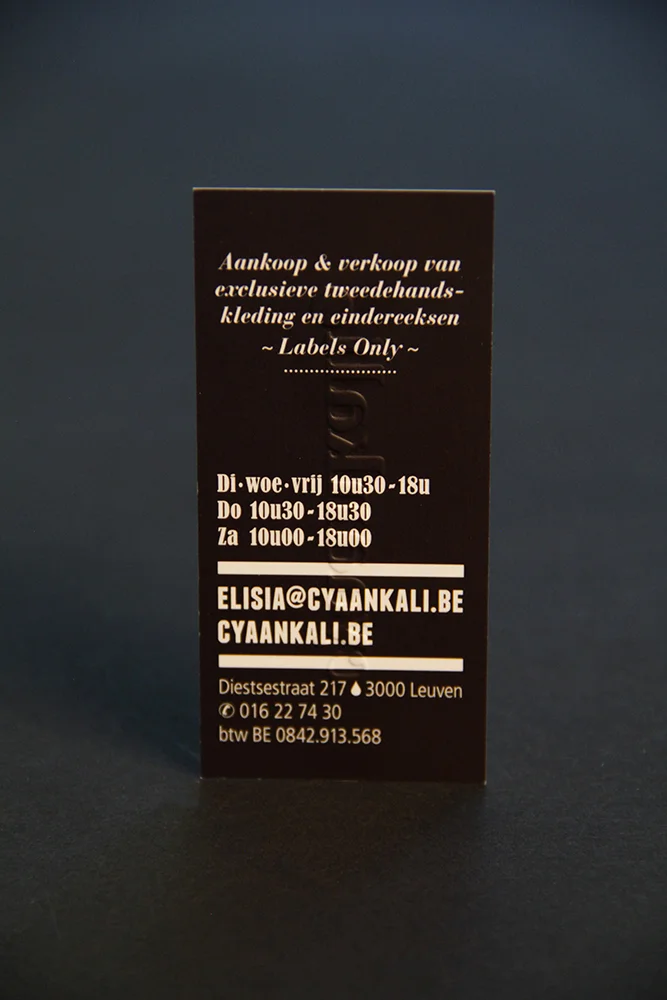 Aankoop & verkoop van
exclusieve tweedehands-
kleding en eindereeksen
~ Labels Only ~
Di·woe·vrij 10u30-18u
Do 10u30-18u30
Za 10u00-18u00
ELISIA@CYAANKALI.BE
CYAANKALI.BE
Diestsestraat 217 3000 Leuven
✆ 016 22 74 30
btw BE 0842.913.568